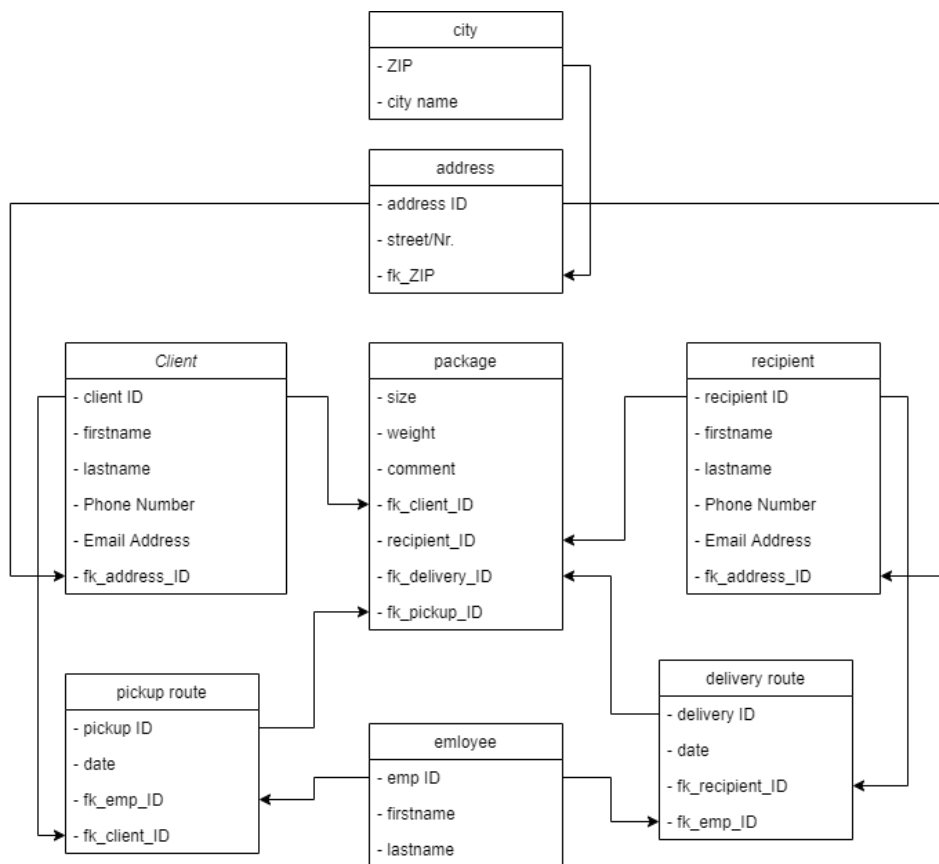 city
- ZIP
- city name
address
- address ID
- street/Nr.
- fk_ZIP
Client
- client ID
- firstname
- lastname
- Phone Number
- Email Address
- fk_address_ID
package
- size
- weight
- comment
- fk_client_ID
- recipient_ID
- fk_delivery_ID
- fk_pickup_ID
recipient
- recipient ID
- firstname
- lastname
- Phone Number
- Email Address
- fk_address_ID
pickup route
- pickup ID
- date
- fk_emp_ID
- fk_client_ID
emloyee
- emp ID
- firstname
- lastname
delivery route
- delivery ID
- date
- fk_recipient_ID
- fk_emp_ID